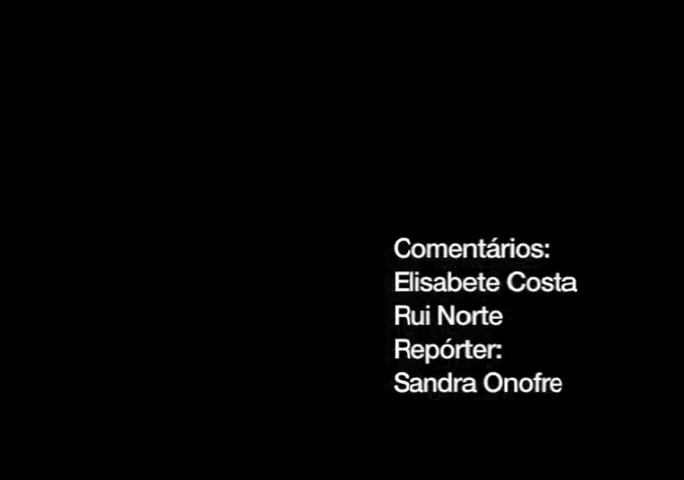 Comentários:
Elisabete Costa
Rui Norte
Repórter:
Sandra Onofre